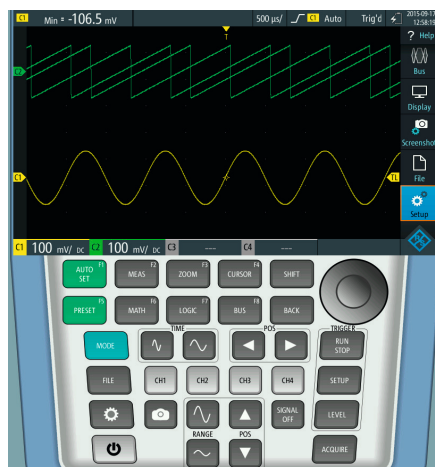 C1 Min = -106.5 mV 500 µs/ C1 Auto Trig'd 2015-09-17
12:58:19
T
? Help
Bus
C2
Display
Screenshot
C1
TL
File
Setup
C1 100 mV/ DC C2 100 mV/ DC C3 --- C4 ---
AUTO SET F1 MEAS F2 ZOOM F3 CURSOR F4 SHIFT
PRESET F5 MATH F6 LOGIC F7 BUS F8 BACK
TIME POS TRIGGER
MODE RUN STOP
FILE CH1 CH2 CH3 CH4 SETUP
SIGNAL OFF LEVEL
RANGE POS
ACQUIRE